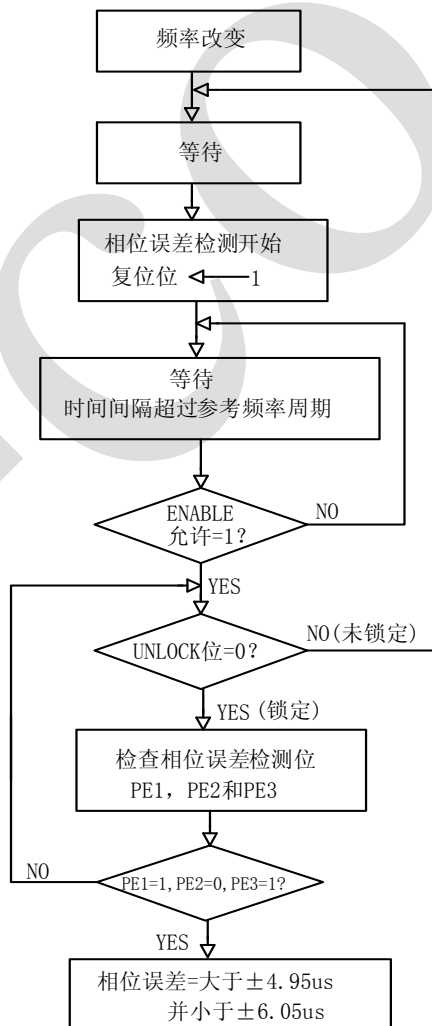 频率改变
等待
相位误差检测开始
复位位 1
等待
时间间隔超过参考频率周期
ENABLE
允许=1?
NO
YES
UNLOCK位=0?
NO(未锁定)
YES(锁定)
检查相位误差检测位
PE1, PE2和PE3
PE1=1,PE2=0,PE3=1?
NO
YES
相位误差=大于±4.95us
并小于±6.05us